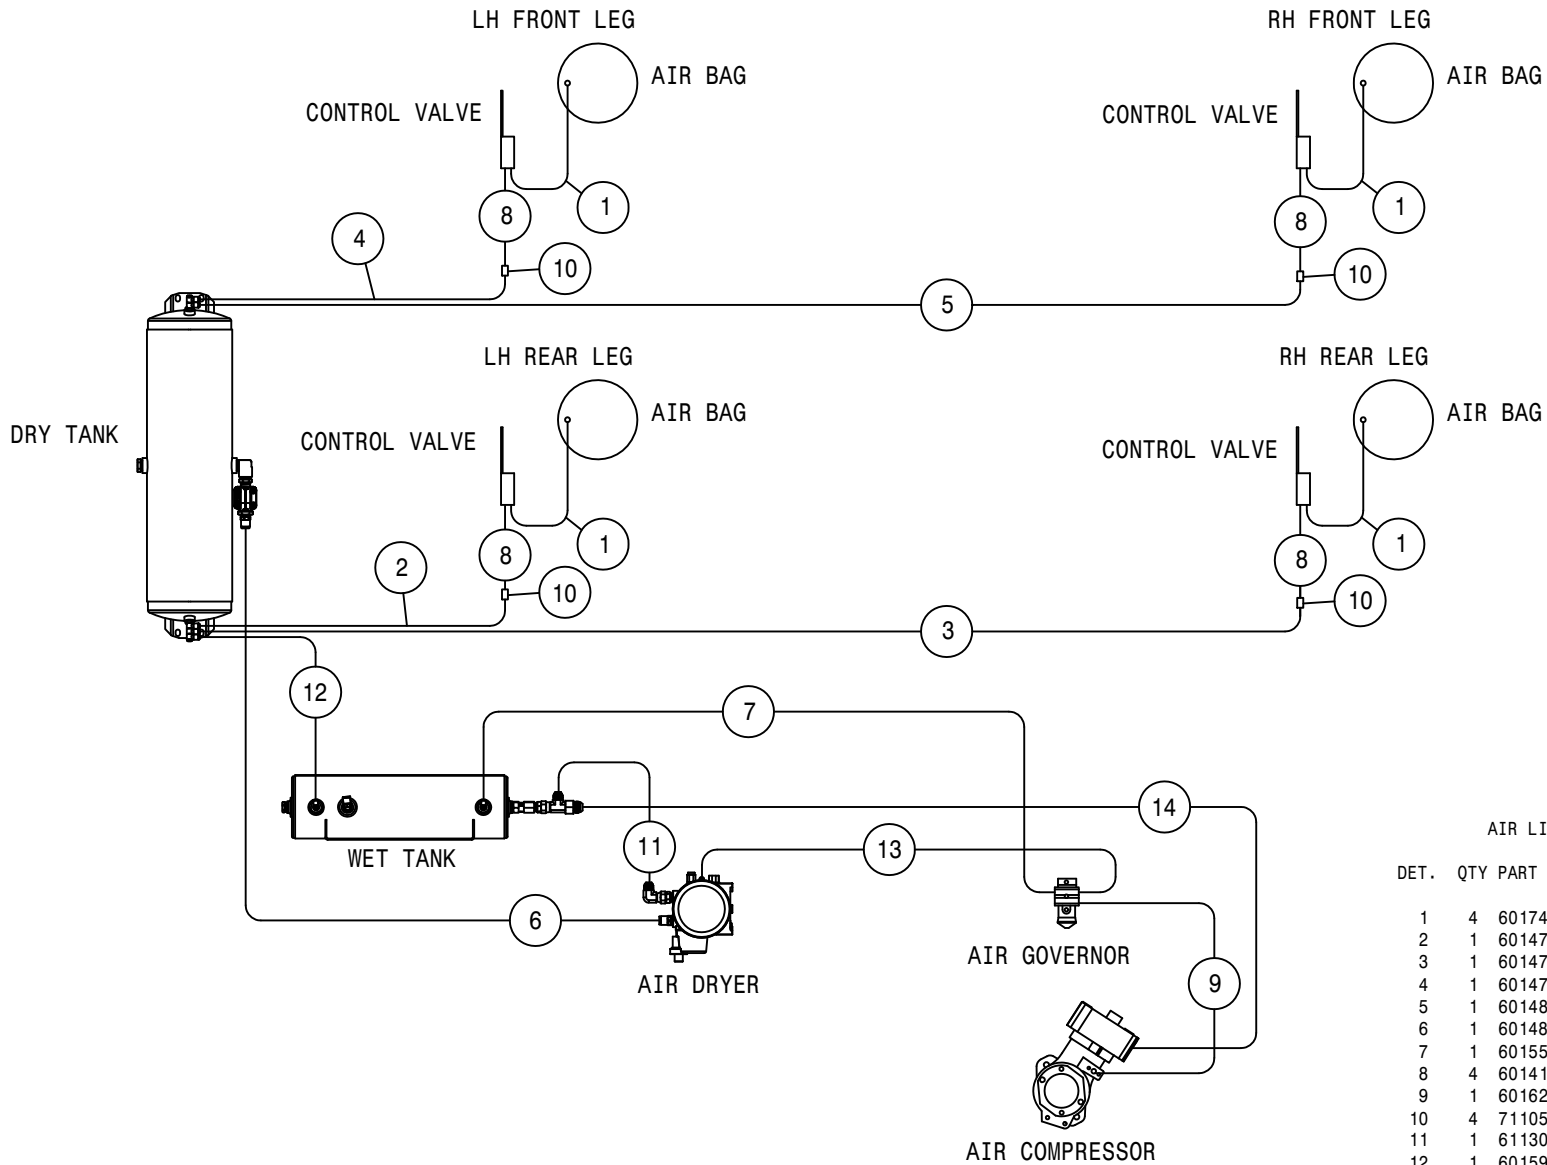 LH FRONT LEG
RH FRONT LEG
AIR BAG
AIR BAG
CONTROL VALVE
CONTROL VALVE
1
1
8
8
4
10
10
5
LH REAR LEG
RH REAR LEG
AIR BAG
AIR BAG
DRY TANK
CONTROL VALVE
CONTROL VALVE
1
1
8
8
2
10
10
3
12
7
14
WET TANK
11
13
6
AIR DRYER
AIR GOVERNOR
9
AIR COMPRESSOR
AIR LI
DET. QTY PART
1 4 60174
2 1 60147
3 1 60147
4 1 60147
5 1 60148
6 1 60148
7 1 60155
8 4 60141
9 1 60162
10 4 71105
11 1 61130
12 1 60159